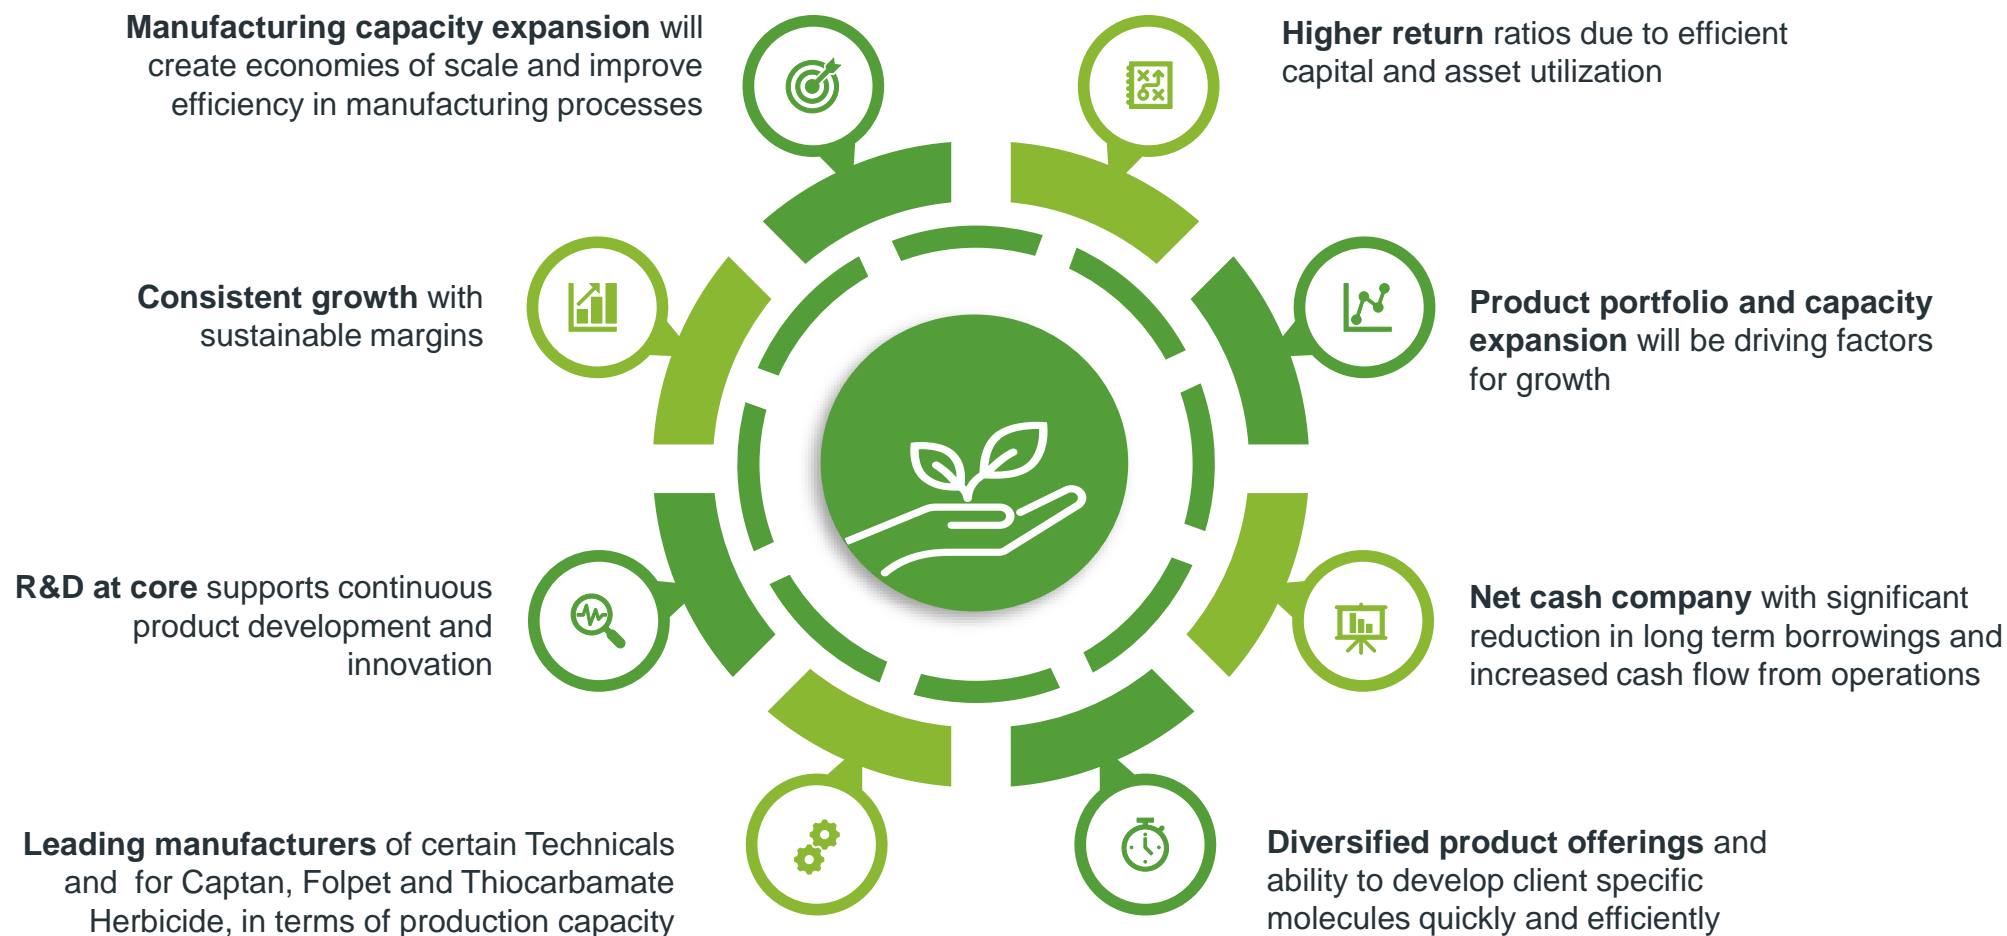 Manufacturing capacity expansion will
create economies of scale and improve
efficiency in manufacturing processes
Higher return ratios due to efficient
capital and asset utilization
Consistent growth with
sustainable margins
Product portfolio and capacity
expansion will be driving factors
for growth
R&D at core supports continuous
product development and
innovation
Net cash company with significant
reduction in long term borrowings and
increased cash flow from operations
Leading manufacturers of certain Technicals
and for Captan, Folpet and Thiocarbamate
Herbicide, in terms of production capacity
Diversified product offerings and
ability to develop client specific
molecules quickly and efficiently